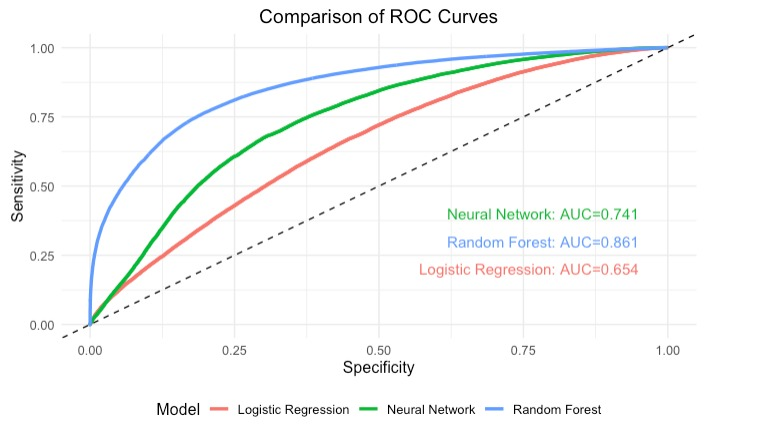 Comparison of ROC Curves
1.00
0.75
0.50
0.25
0.00
Sensitivity
Neural Network: AUC=0.741
Random Forest: AUC=0.861
Logistic Regression: AUC=0.654
0.00 0.25 0.50 0.75 1.00
Specificity
Model Logistic Regression Neural Network Random Forest